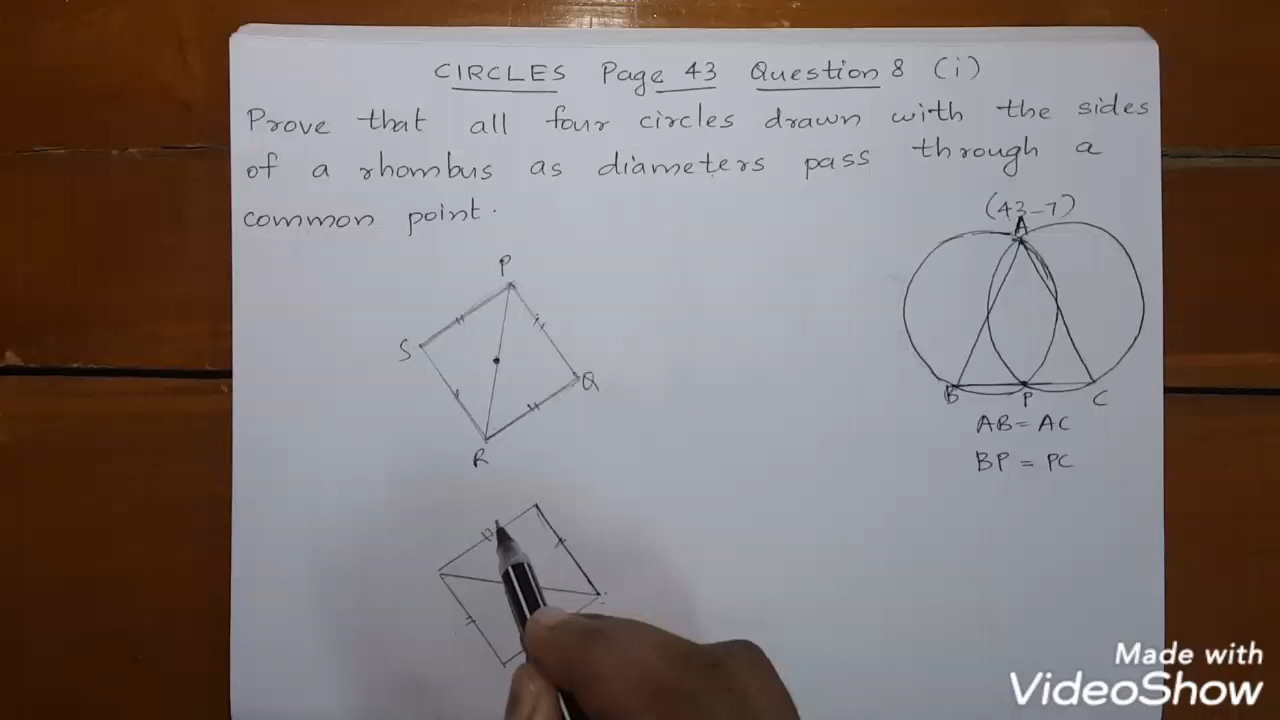 CIRCLES Page 43 Question 8 (i)
Prove that all four circles drawn with the sides
of a rhombus as diameters pass through a
common point.
(43-7)
A
P
S
Q
R
B P C
AB = AC
BP = PC
Made with
VideoShow